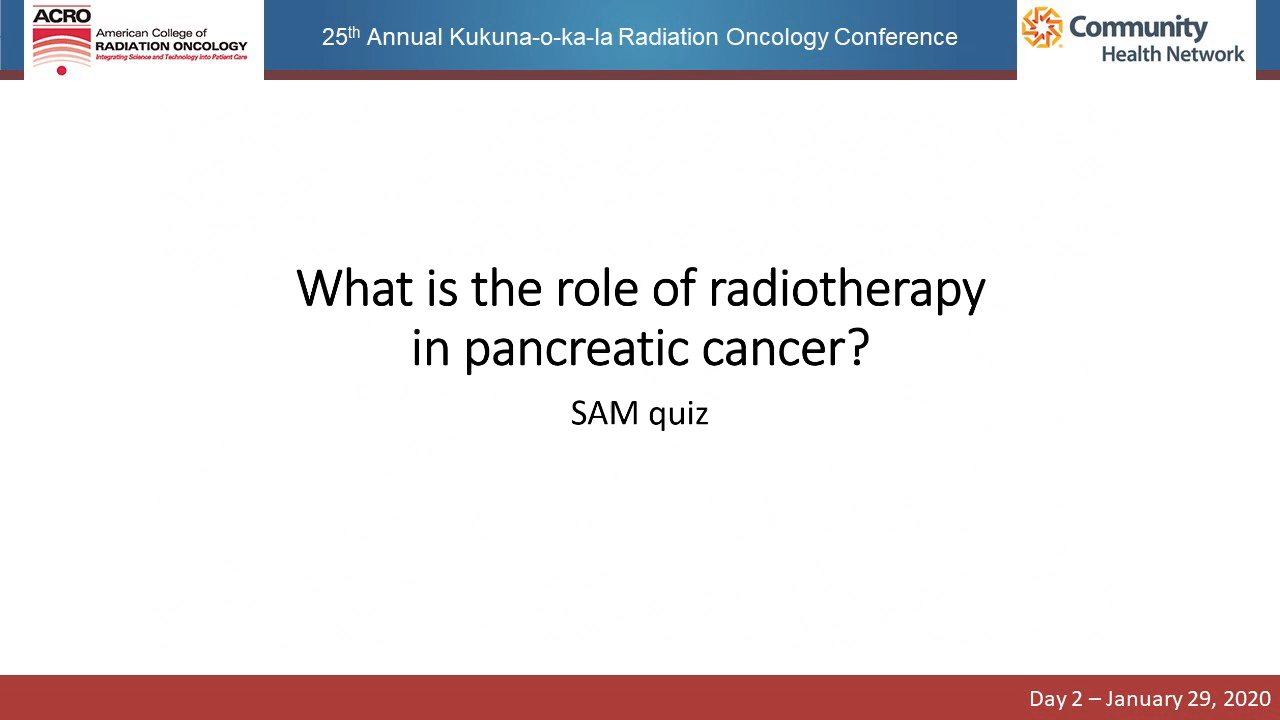 ACRO
American College of
RADIATION ONCOLOGY
Integrating Science and Technology into Patient Care
25th Annual Kukuna-o-ka-la Radiation Oncology Conference
Community
Health Network
What is the role of radiotherapy
in pancreatic cancer?
SAM quiz
Day 2 – January 29, 2020